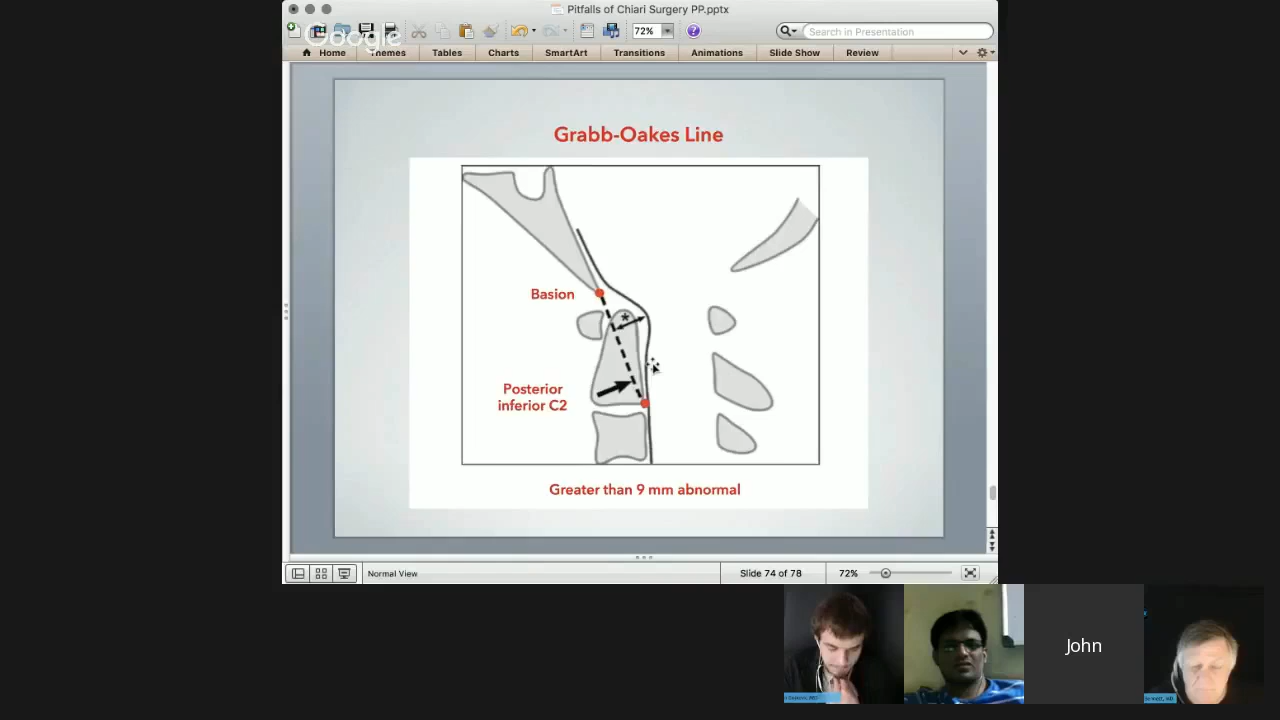 Pitfalls of Chiari Surgery PP.pptx
Google
72%
Search in Presentation
Home Themes Tables Charts SmartArt Transitions Animations Slide Show Review
Grabb-Oakes Line
Basion
*
Posterior
inferior C2
Greater than 9 mm abnormal
Normal View
Slide 74 of 78
72%
John